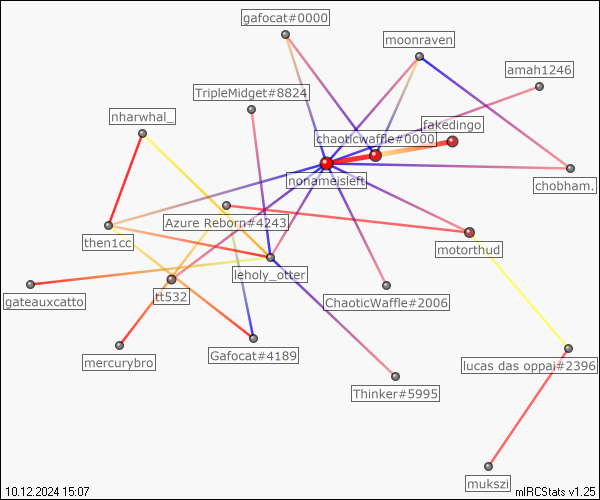 gafocat#0000
moonraven
amah1246
TripleMidget#8824
nharwhal_
fakedingo
chaoticwaffle#0000
nonameisleft
chobham.
Azure Reborn#4243
then1cc
motorthud
leholy_otter
gateauxcatto
tt532
ChaoticWaffle#2006
mercurybro
Gafocat#4189
lucas das oppai#2396
Thinker#5995
mukszi
10.12.2024 15:07
mIRCStats v1.25